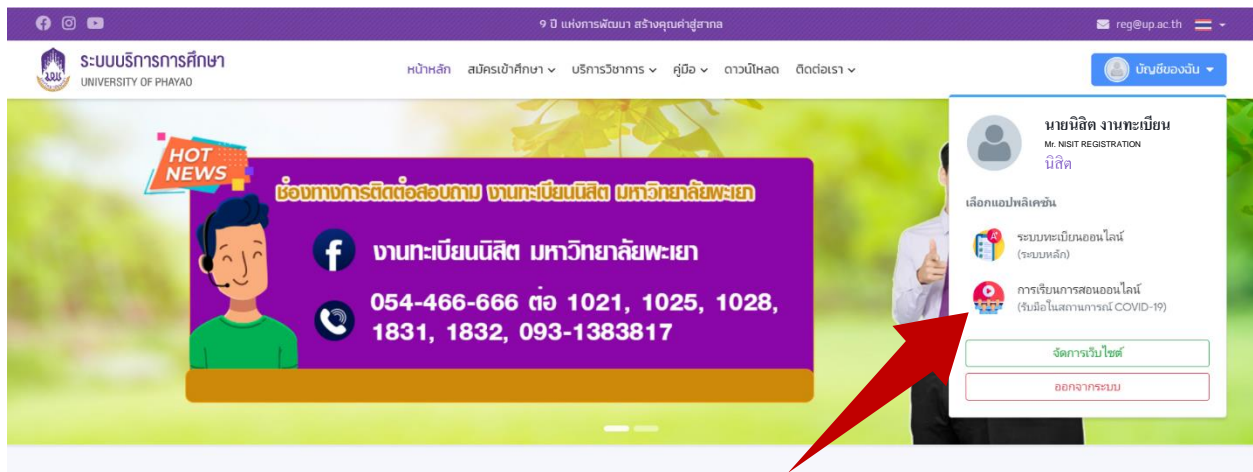 ๙ ปี แห่งการพัฒนา สร้างคุณค่าสู่สากล
reg@up.ac.th
ระบบบริการการศึกษา
UNIVERSITY OF PHAYAO
หน้าหลัก สมัครเข้าศึกษา บริการวิชาการ คู่มือ ดาวน์โหลด ติดต่อเรา
บัญชีของฉัน
HOT
NEWS
ช่องทางการติดต่อสอบถาม งานทะเบียนนิสิต มหาวิทยาลัยพะเยา
งานทะเบียนนิสิต มหาวิทยาลัยพะเยา
054-466-666 ต่อ 1021, 1025, 1028,
1831, 1832, 093-1383817
นายนิสิต งานทะเบียน
Mr. NISIT REGISTRATION
นิสิต
เลือกแอปพลิเคชัน
ระบบทะเบียนออนไลน์
(ระบบหลัก)
การเรียนการสอนออนไลน์
(รับมือในสถานการณ์ COVID-19)
จัดการเว็บไซต์
ออกจากระบบ